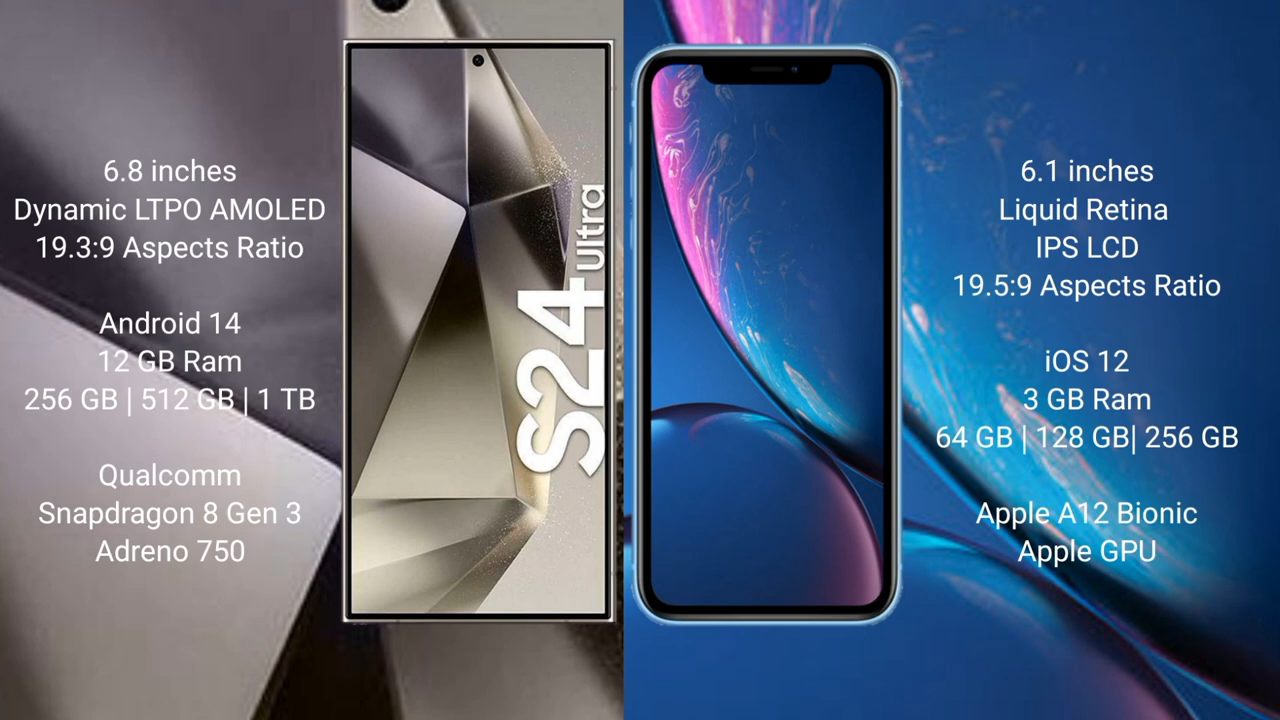 6.8 inches
Dynamic LTPO AMOLED
19.3:9 Aspects Ratio
Android 14
12 GB Ram
256 GB | 512 GB | 1 TB
Qualcomm
Snapdragon 8 Gen 3
Adreno 750
S24 ultra
6.1 inches
Liquid Retina
IPS LCD
19.5:9 Aspects Ratio
iOS 12
3 GB Ram
64 GB | 128 GB| 256 GB
Apple A12 Bionic
Apple GPU